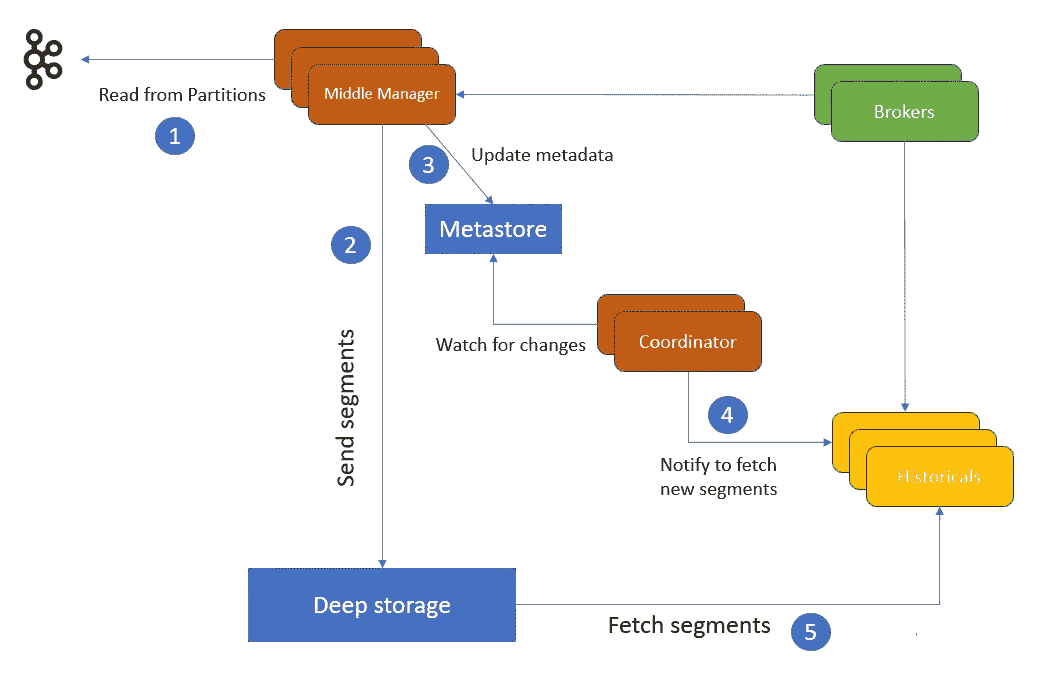 Middle Manager
Read from Partitions
1
Brokers
3
Update metadata
Metastore
2
Watch for changes
Coordinator
4
Notify to fetch
new segments
Historicals
Send segments
Deep storage
Fetch segments
5